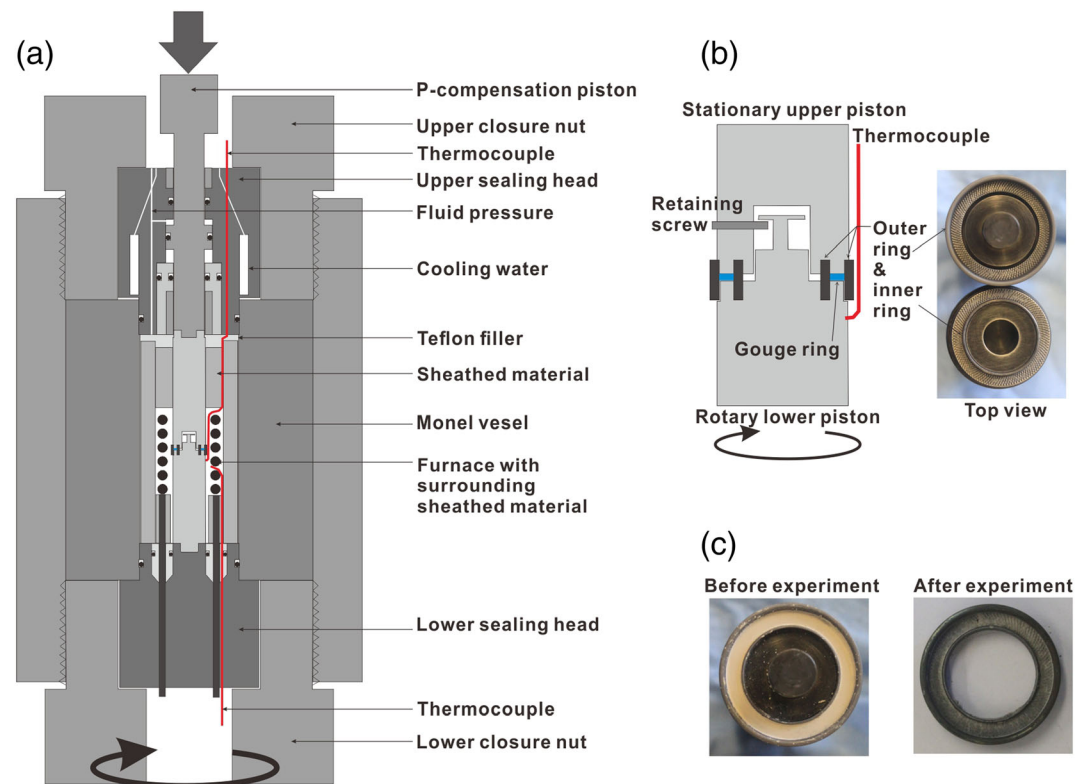 (a)
P-compensation piston
Upper closure nut
Thermocouple
Upper sealing head
Fluid pressure
Cooling water
Teflon filler
Sheathed material
Monel vessel
Furnace with
surrounding
sheathed material
Lower sealing head
Thermocouple
Lower closure nut
(b)
Stationary upper piston
Thermocouple
Retaining
screw
Outer
ring
&
inner
ring
Gouge ring
Rotary lower piston
Top view
(c)
Before experiment
After experiment